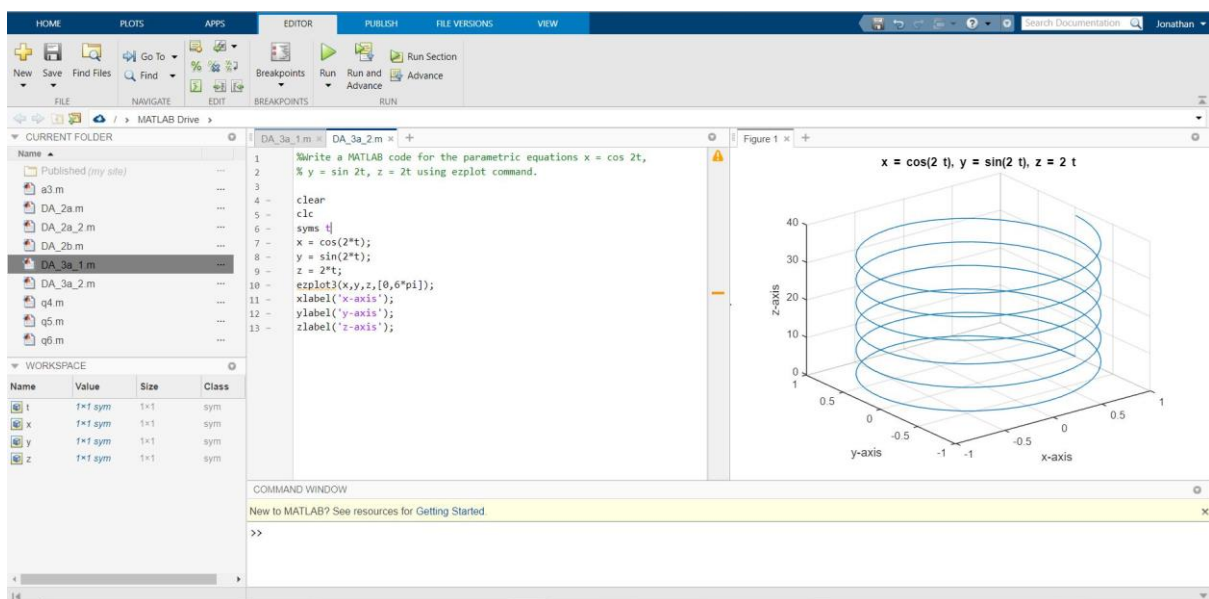 HOME PLOTS APPS EDITOR PUBLISH FILE VERSIONS VIEW Search Documentation Jonathan
Go To Run Section
New Save Find Files Find Breakpoints Run Run and Advance Advance
FILE NAVIGATE EDIT BREAKPOINTS RUN
/ > MATLAB Drive >
CURRENT FOLDER
Name
Published (my site)
a3.m
DA_2a.m
DA_2a_2.m
DA_2b.m
DA_3a_1.m
DA_3a_2.m
q4.m
q5.m
q6.m
WORKSPACE
Name Value Size Class
t 1×1 sym 1×1 sym
x 1×1 sym 1×1 sym
y 1×1 sym 1×1 sym
z 1×1 sym 1×1 sym
DA_3a_1.m × DA_3a_2.m × +
1 %Write a MATLAB code for the parametric equations x = cos 2t,
2 % y = sin 2t, z = 2t using ezplot command.
3
4 - clear
5 - clc
6 - syms t
7 - x = cos(2*t);
8 - y = sin(2*t);
9 - z = 2*t;
10 - ezplot3(x,y,z,[0,6*pi]);
11 - xlabel('x-axis');
12 - ylabel('y-axis');
13 - zlabel('z-axis');
Figure 1 × +
x = cos(2 t), y = sin(2 t), z = 2 t
40
30
20
10
0
z-axis
1
0.5
0
-0.5
-1
y-axis
-1
-0.5
0
0.5
1
x-axis
COMMAND WINDOW
New to MATLAB? See resources for Getting Started.
>>